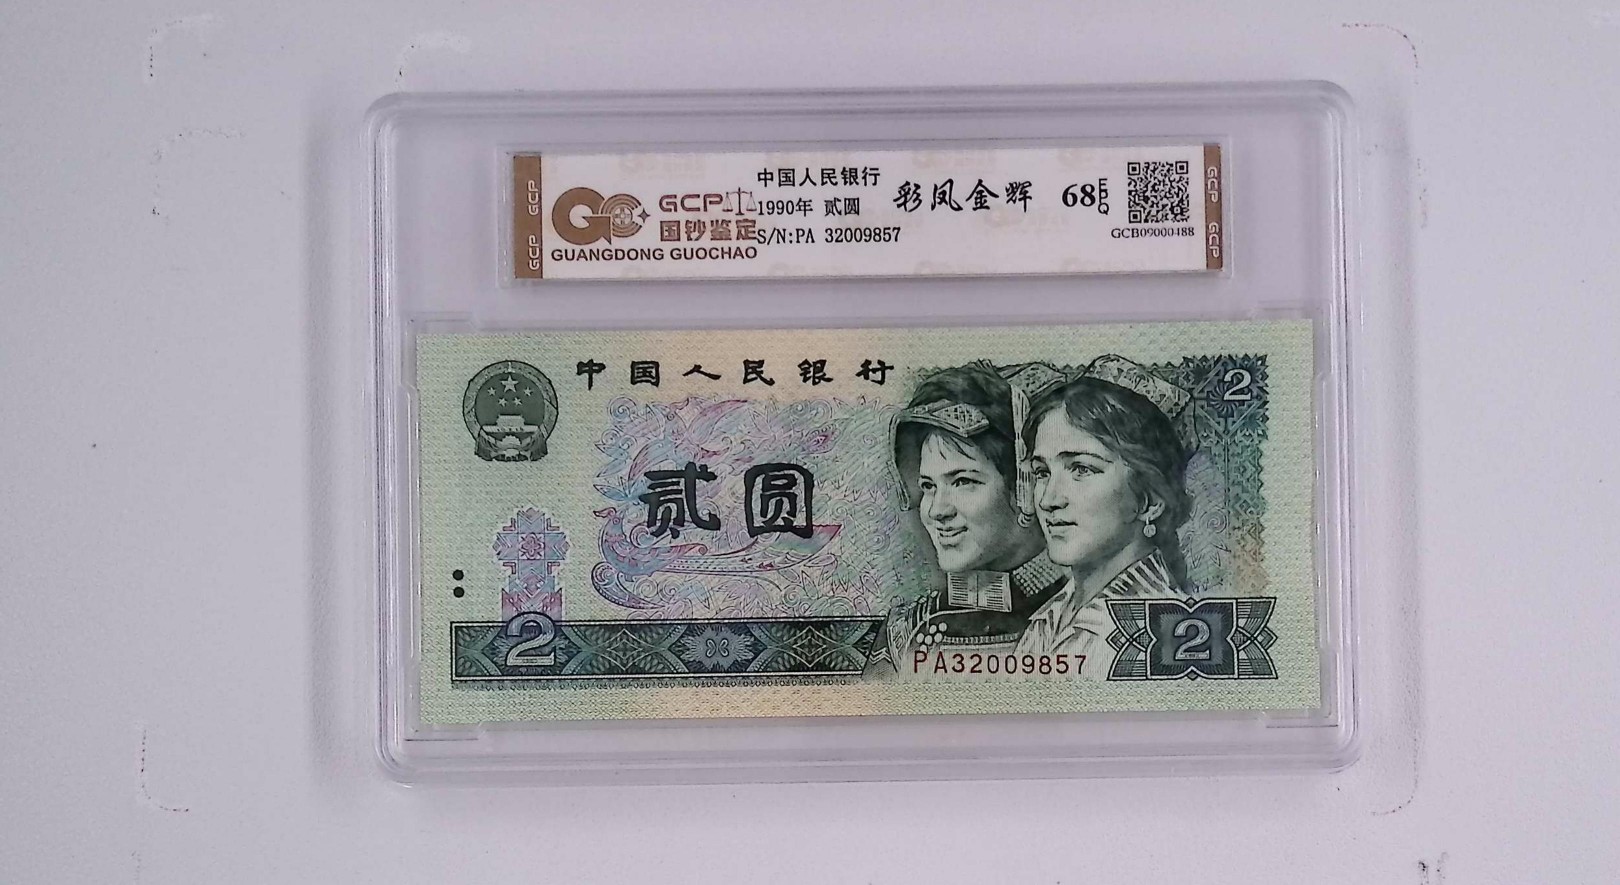 GCP GCP
GCP
国钞鉴定
GUANGDONG GUOCHAO
中国人民银行
1990年 贰圆
S/N:PA 32009857
彩凤金辉
68 EPQ
GCB09000488
GCP GCP
中国人民银行
2
贰圆
2
PA32009857
2